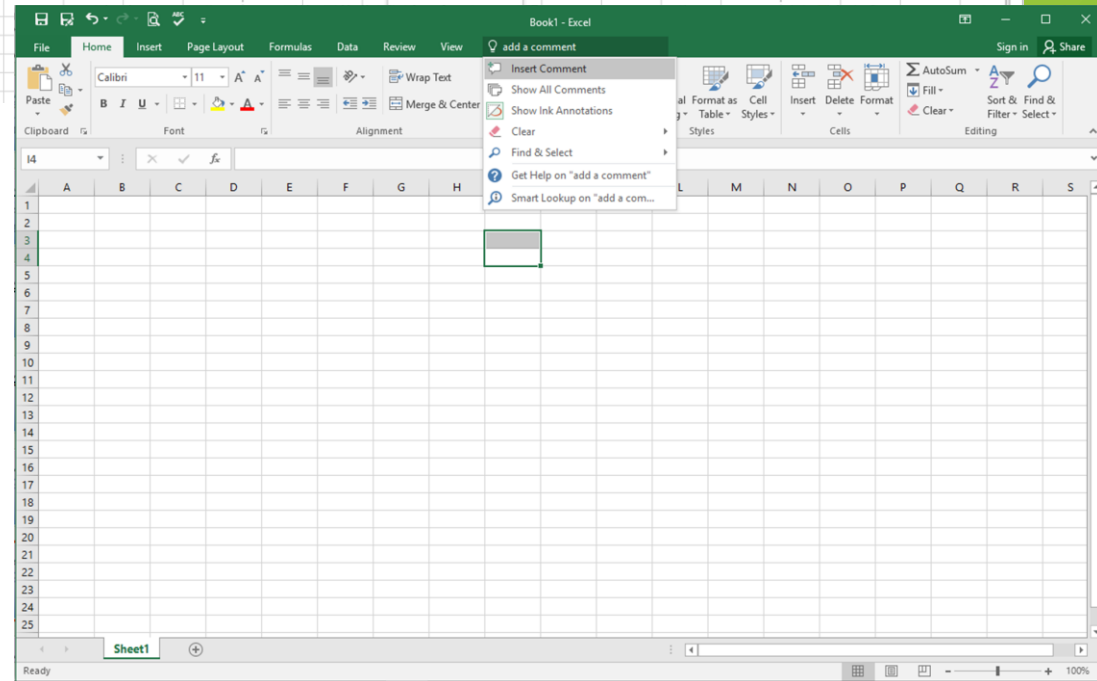 Book1 - Excel
File Home Insert Page Layout Formulas Data Review View add a comment Sign in Share
Insert Comment
Show All Comments
Show Ink Annotations
Clear
Find & Select
Get Help on "add a comment"
Smart Lookup on "add a com...
Paste
Clipboard
Calibri 11
B I U
Font
Wrap Text
Merge & Center
Alignment
al Format as Cell
Table Styles
Styles
Insert Delete Format
Cells
AutoSum
Fill
Clear
Sort & Find &
Filter Select
Editing
I4 fx
A B C D E F G H L M N O P Q R S
1
2
3
4
5
6
7
8
9
10
11
12
13
14
15
16
17
18
19
20
21
22
23
24
25
Sheet1
Ready 100%